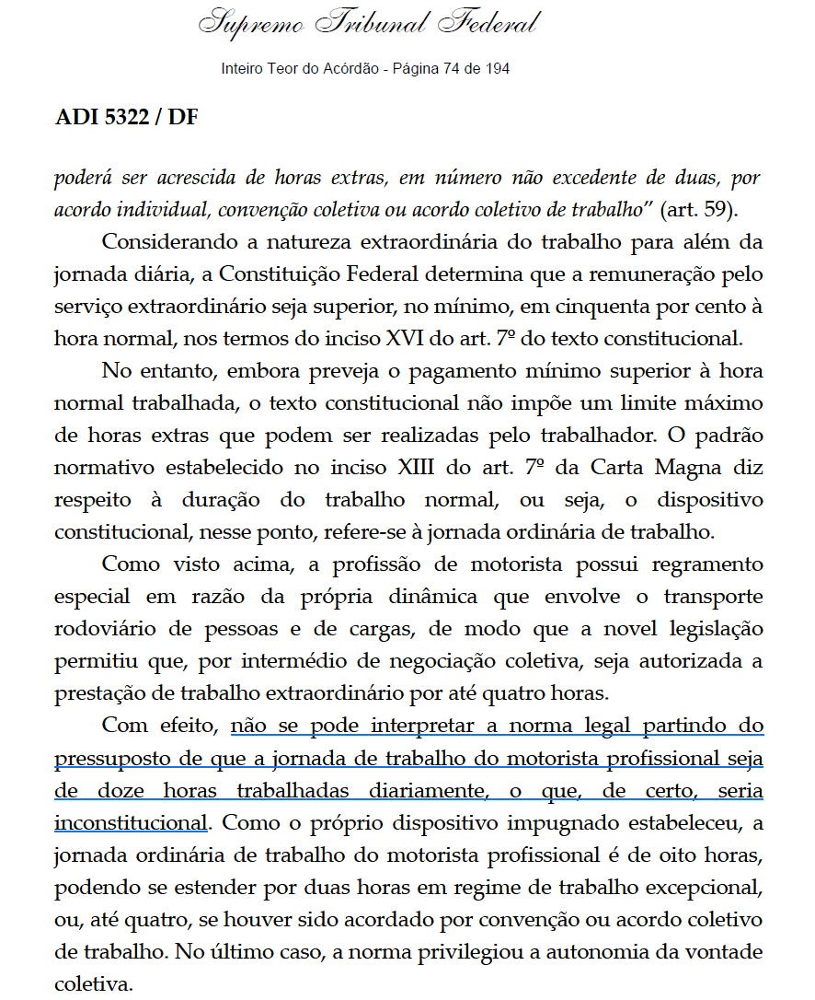 Supremo Tribunal Federal
Inteiro Teor do Acórdão - Página 74 de 194
ADI 5322 / DF
poderá ser acrescida de horas extras, em número não excedente de duas, por
acordo individual, convenção coletiva ou acordo coletivo de trabalho” (art. 59).
Considerando a natureza extraordinária do trabalho para além da
jornada diária, a Constituição Federal determina que a remuneração pelo
serviço extraordinário seja superior, no mínimo, em cinquenta por cento à
hora normal, nos termos do inciso XVI do art. 7º do texto constitucional.
No entanto, embora preveja o pagamento mínimo superior à hora
normal trabalhada, o texto constitucional não impõe um limite máximo
de horas extras que podem ser realizadas pelo trabalhador. O padrão
normativo estabelecido no inciso XIII do art. 7º da Carta Magna diz
respeito à duração do trabalho normal, ou seja, o dispositivo
constitucional, nesse ponto, refere-se à jornada ordinária de trabalho.
Como visto acima, a profissão de motorista possui regramento
especial em razão da própria dinâmica que envolve o transporte
rodoviário de pessoas e de cargas, de modo que a novel legislação
permitiu que, por intermédio de negociação coletiva, seja autorizada a
prestação de trabalho extraordinário por até quatro horas.
Com efeito, não se pode interpretar a norma legal partindo do
pressuposto de que a jornada de trabalho do motorista profissional seja
de doze horas trabalhadas diariamente, o que, de certo, seria
inconstitucional. Como o próprio dispositivo impugnado estabeleceu, a
jornada ordinária de trabalho do motorista profissional é de oito horas,
podendo se estender por duas horas em regime de trabalho excepcional,
ou, até quatro, se houver sido acordado por convenção ou acordo coletivo
de trabalho. No último caso, a norma privilegiou a autonomia da vontade
coletiva.